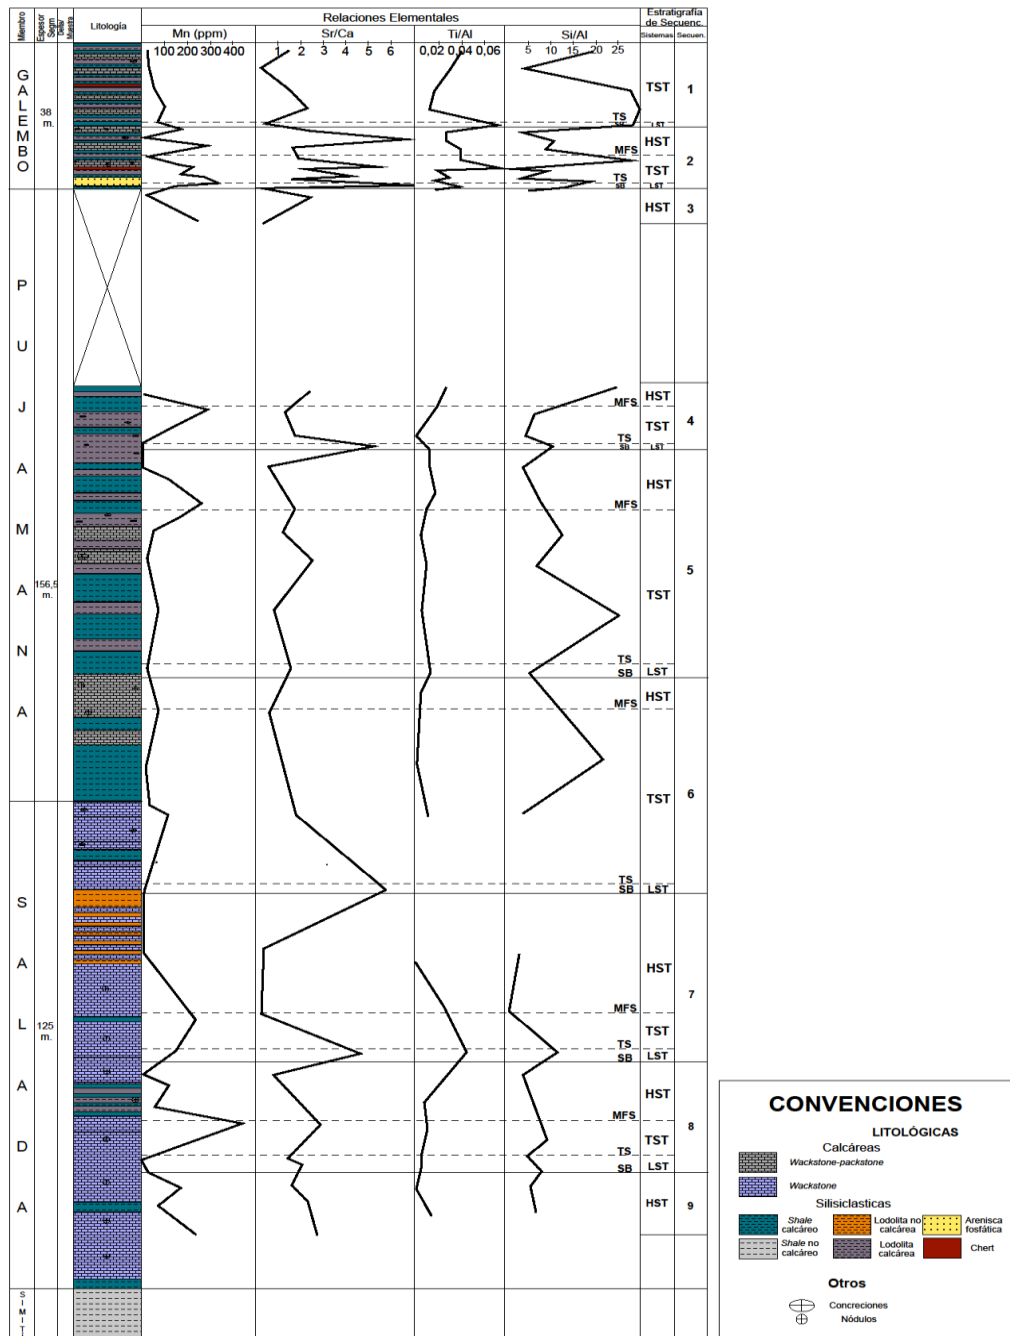 Miembro
Espesor Segm
Delta/ Muestra
Litología
Relaciones Elementales
Mn (ppm)
Sr/Ca
Ti/Al
Si/Al
Estratigrafía
de Secuenc.
Sistemas
Secuen.
100 200 300 400
1 2 3 4 5 6
0,02 0,04 0,06
5 10 15 20 25
GALEMBO
38
m.
TST
1
TS
SB
LST
HST
MFS
2
TST
TS
SB
LST
HST
3
PUJAMANA
156,5
m.
HST
MFS
4
TST
TS
SB
LST
HST
MFS
5
TST
TS
SB
LST
HST
MFS
6
TST
TS
SB
LST
SALADA
125
m.
HST
7
MFS
TST
TS
SB
LST
HST
MFS
8
TST
TS
SB
LST
HST
9
SIMITI
CONVENCIONES
LITOLÓGICAS
Calcáreas
Wackstone-packstone
Wackstone
Silisiclasticas
Shale calcáreo
Lodolita no calcárea
Arenisca fosfática
Shale no calcáreo
Lodolita calcárea
Chert
Otros
Concreciones
Nódulos